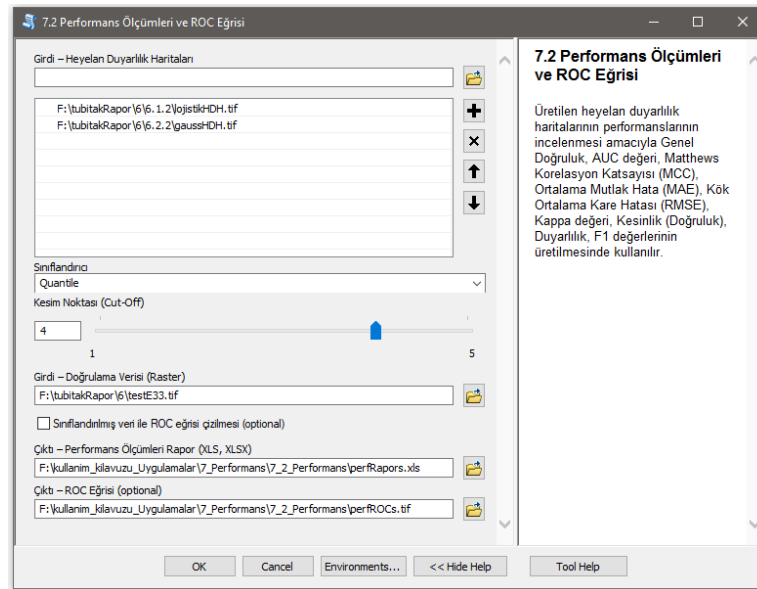 7.2 Performans Ölçümleri ve ROC Eğrisi
Girdi – Heyelan Duyarlılık Haritaları
F:\tubitakRapor\6\6.1.2\lojistikHDH.tif
F:\tubitakRapor\6\6.2.2\gaussHDH.tif
Sınıflandırıcı
Quantile
Kesim Noktası (Cut-Off)
4
1 5
Girdi – Doğrulama Verisi (Raster)
F:\tubitakRapor\6\testE33.tif
Sınıflandırılmış veri ile ROC eğrisi çizilmesi (optional)
Çıktı – Performans Ölçümleri Rapor (XLS, XLSX)
F:\kullanim_kilavuzu_Uygulamalar\7_Performans\7_2_Performans\perfRapors.xls
Çıktı – ROC Eğrisi (optional)
F:\kullanim_kilavuzu_Uygulamalar\7_Performans\7_2_Performans\perfROCs.tif
7.2 Performans Ölçümleri
ve ROC Eğrisi
Üretilen heyelan duyarlılık
haritalarının performanslarının
incelenmesi amacıyla Genel
Doğruluk, AUC değeri, Matthews
Korelasyon Katsayısı (MCC),
Ortalama Mutlak Hata (MAE), Kök
Ortalama Kare Hatası (RMSE),
Kappa değeri, Kesinlik (Doğruluk),
Duyarlılık, F1 değerlerinin
üretilmesinde kullanılır.
OK Cancel Environments... << Hide Help Tool Help